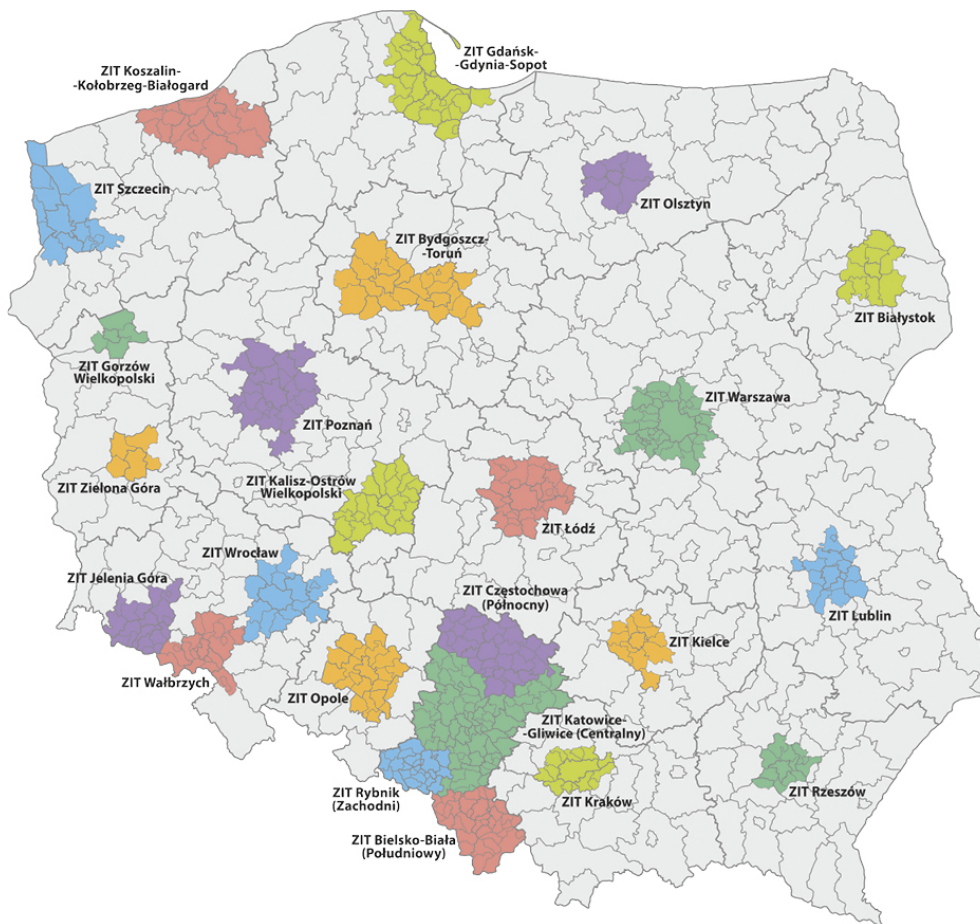 ZIT Gdańsk-
-Gdynia-Sopot
ZIT Koszalin-
-Kołobrzeg-Białogard
ZIT Szczecin
ZIT Olsztyn
ZIT Bydgoszcz-
-Toruń
ZIT Białystok
ZIT Gorzów
Wielkopolski
ZIT Warszawa
ZIT Poznań
ZIT Zielona Góra
ZIT Kalisz-Ostrów
Wielkopolski
ZIT Łódź
ZIT Wrocław
ZIT Jelenia Góra
ZIT Częstochowa
(Północny)
ZIT Lublin
ZIT Kielce
ZIT Wałbrzych
ZIT Opole
ZIT Katowice-
-Gliwice (Centralny)
ZIT Rybnik
(Zachodni)
ZIT Kraków
ZIT Rzeszów
ZIT Bielsko-Biała
(Południowy)